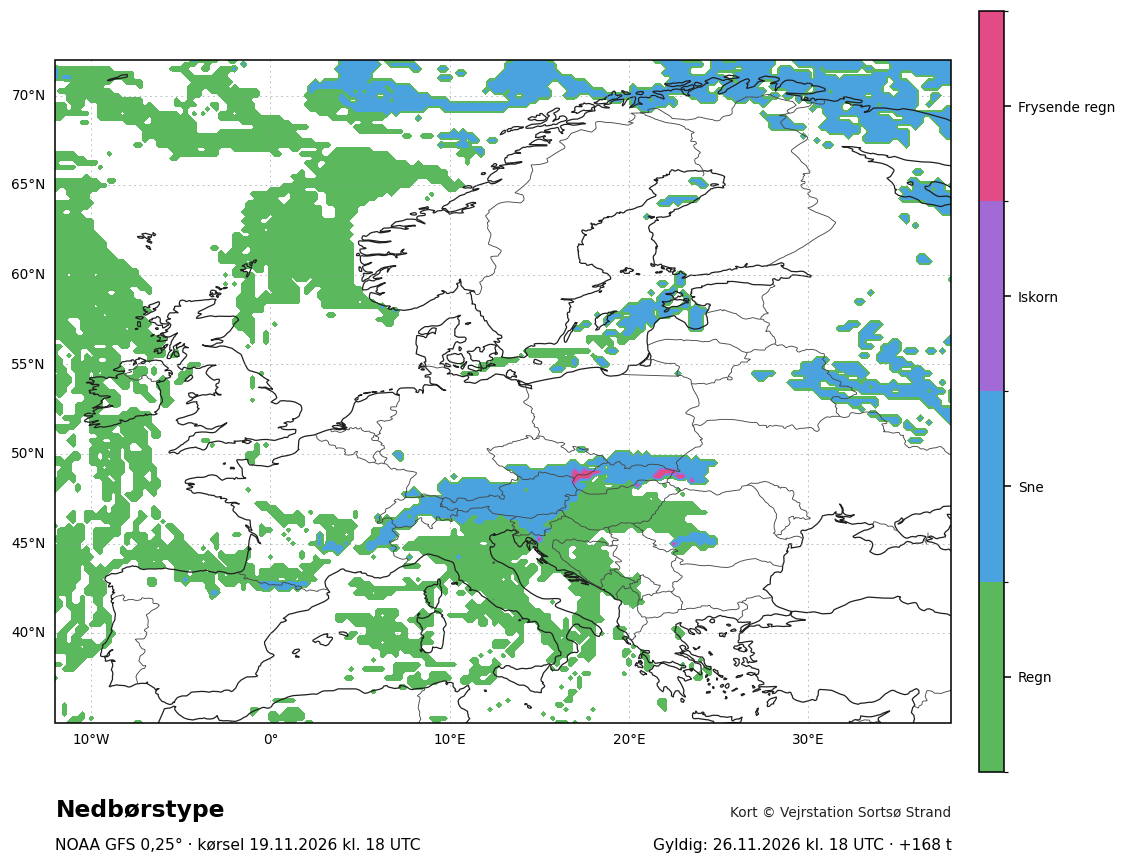 Frysende regn
Iskorn
Sne
Regn
70°N
65°N
60°N
55°N
50°N
45°N
40°N
10°W
0°
10°E
20°E
30°E
Nedbørstype
Kort © Vejrstation Sortsø Strand
NOAA GFS 0,25° · kørsel 19.11.2026 kl. 18 UTC
Gyldig: 26.11.2026 kl. 18 UTC · +168 t